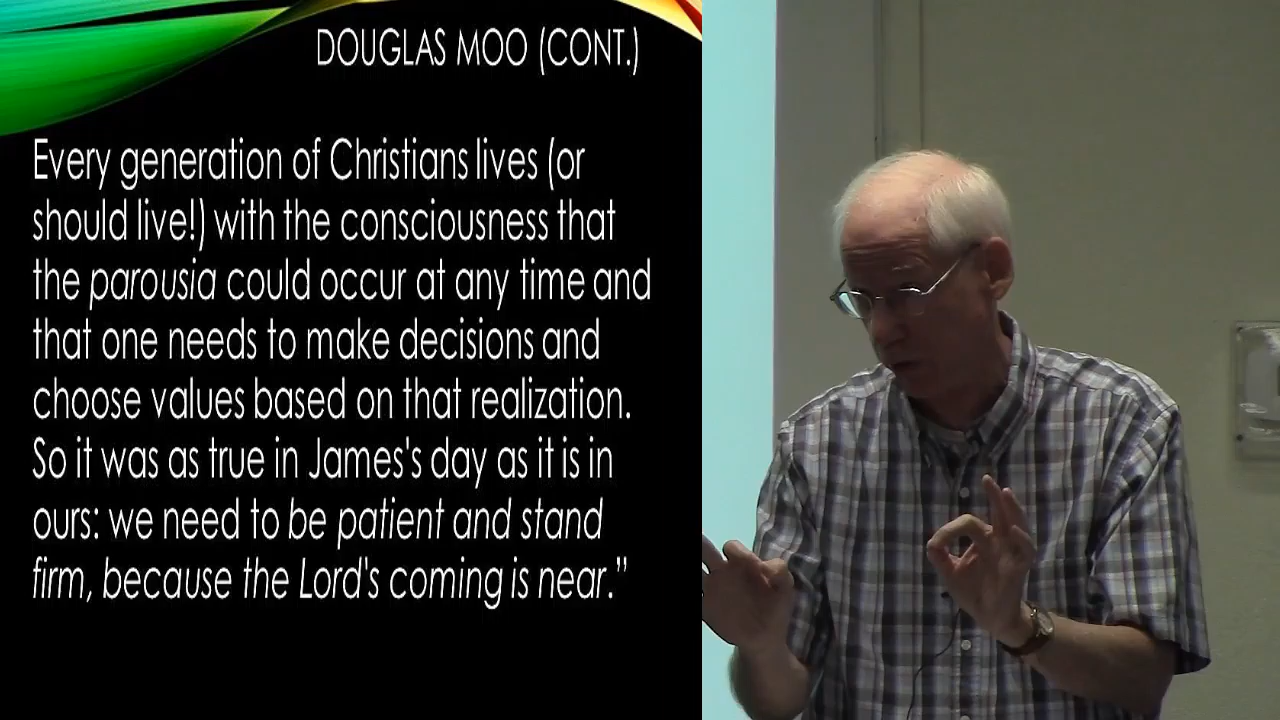 DOUGLAS MOO (CONT.)
Every generation of Christians lives (or
should live!) with the consciousness that
the parousia could occur at any time and
that one needs to make decisions and
choose values based on that realization.
So it was as true in James's day as it is in
ours: we need to be patient and stand
firm, because the Lord's coming is near.”